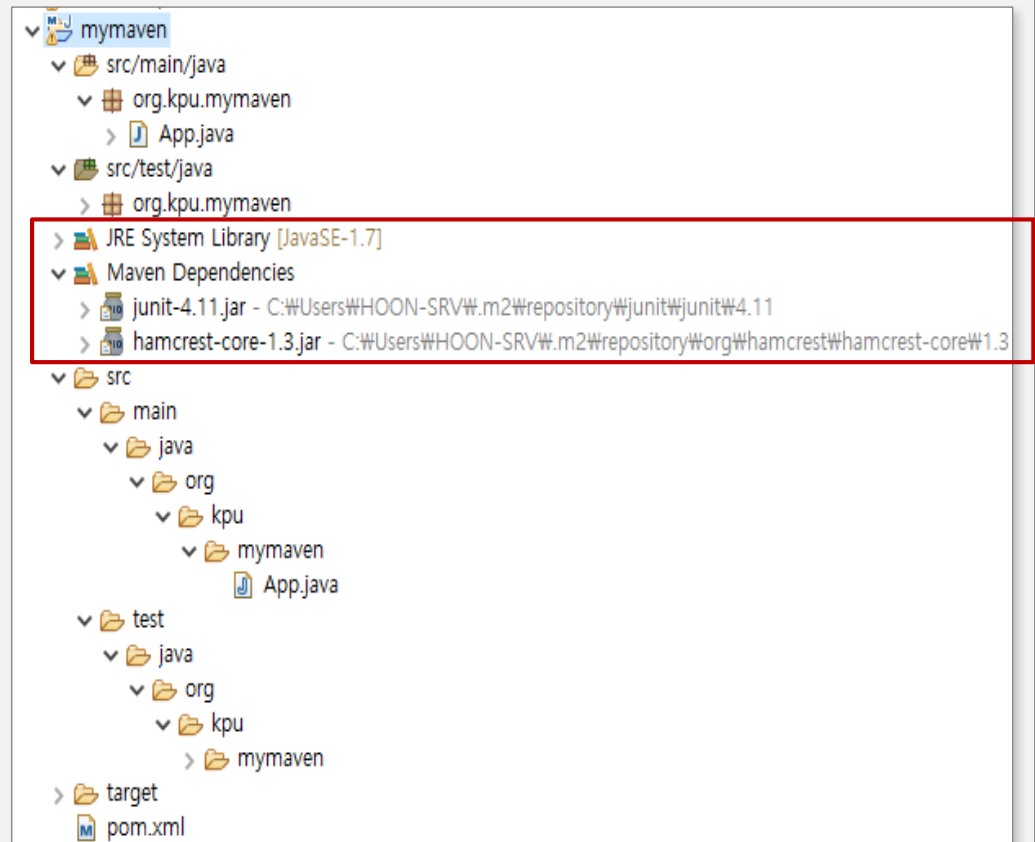 mymaven
src/main/java
org.kpu.mymaven
App.java
src/test/java
org.kpu.mymaven
JRE System Library [JavaSE-1.7]
Maven Dependencies
junit-4.11.jar - C:₩Users₩HOON-SRV₩.m2₩repository₩junit₩junit₩4.11
hamcrest-core-1.3.jar - C:₩Users₩HOON-SRV₩.m2₩repository₩org₩hamcrest₩hamcrest-core₩1.3
src
main
java
org
kpu
mymaven
App.java
test
java
org
kpu
mymaven
target
pom.xml